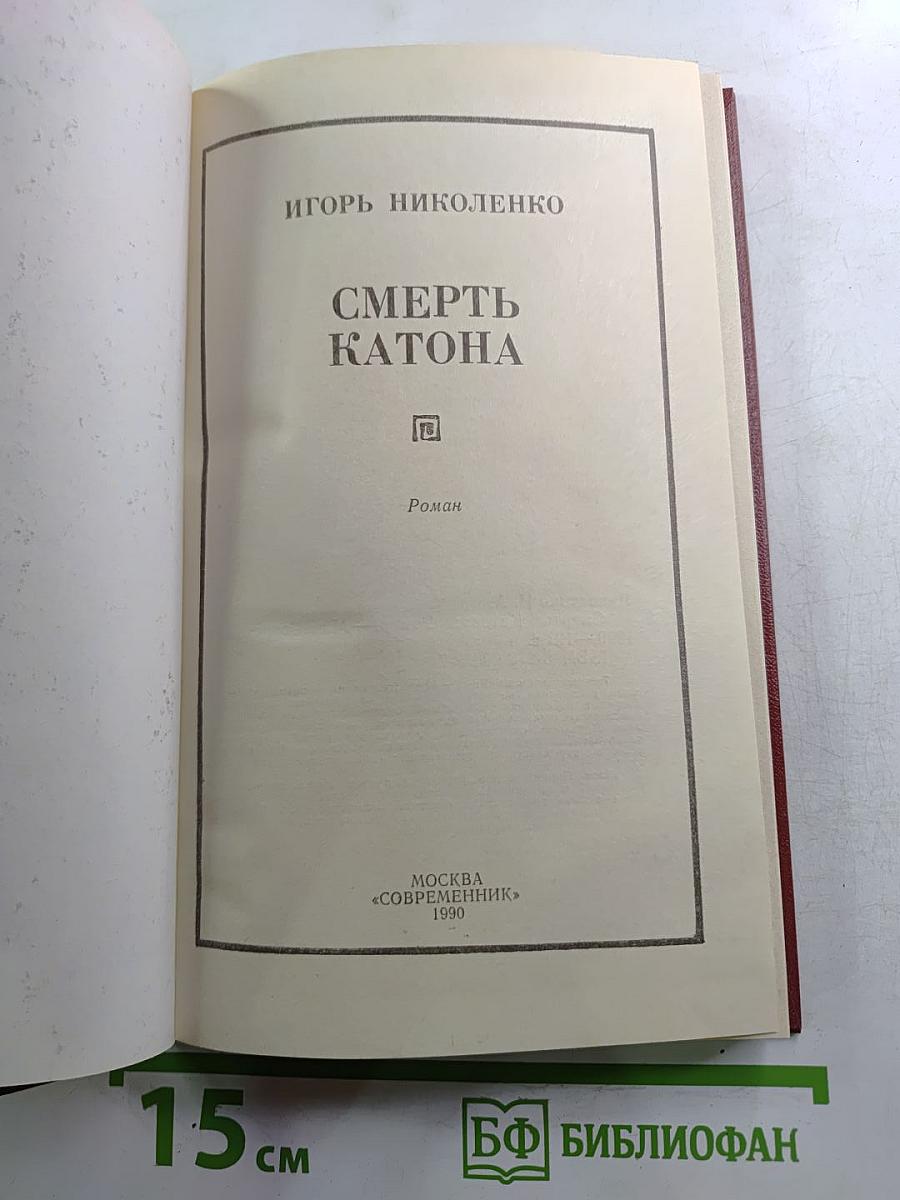 ИГОРЬ НИКОЛЕНКО
СМЕРТЬ
КАТОНА
Роман
МОСКВА
«СОВРЕМЕННИК»
1990
15 см
БФ БИБЛИОФАН